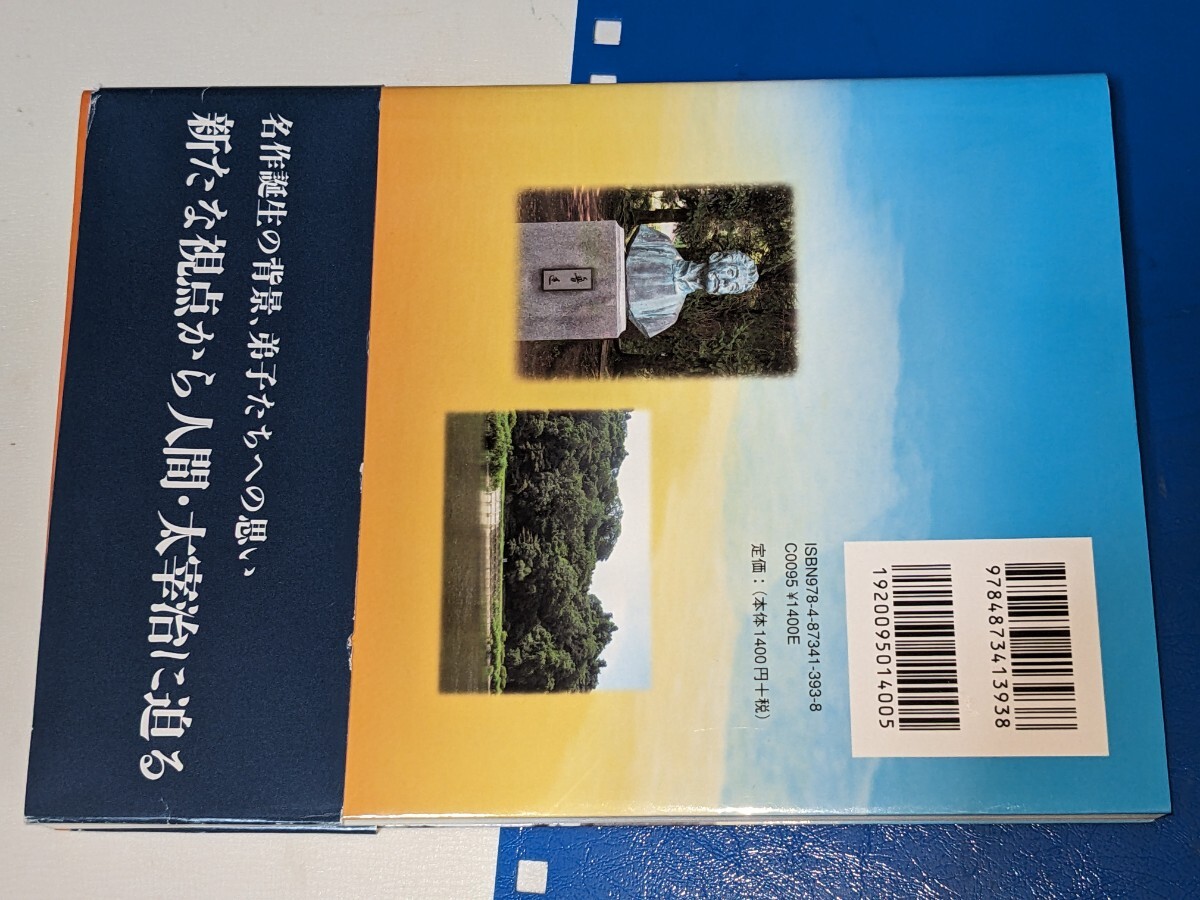 9784873413938
1920095014005
ISBN978-4-87341-393-8
C0095 ¥1400E
定価：（本体1400円＋税）
名作誕生の背景、弟子たちへの思い
新たな視点から人間・太宰治に迫る